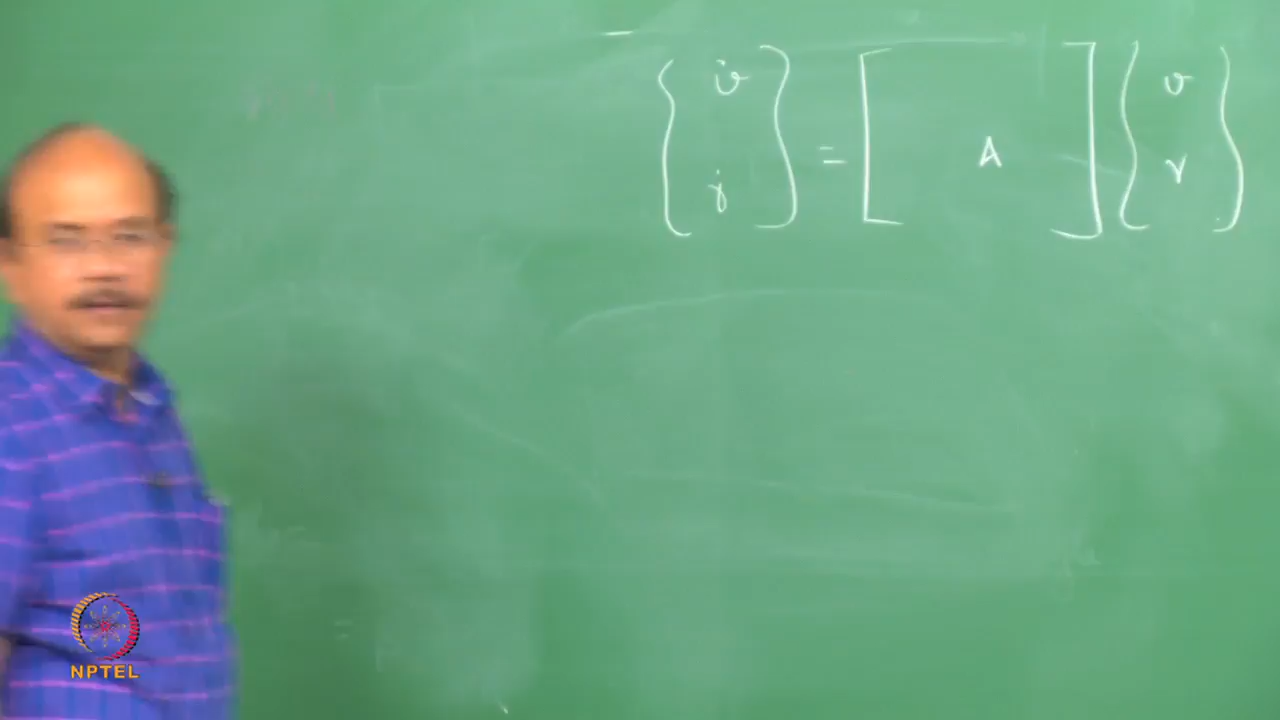 { v̇ ṙ } = [ A ] { v r }
NPTEL